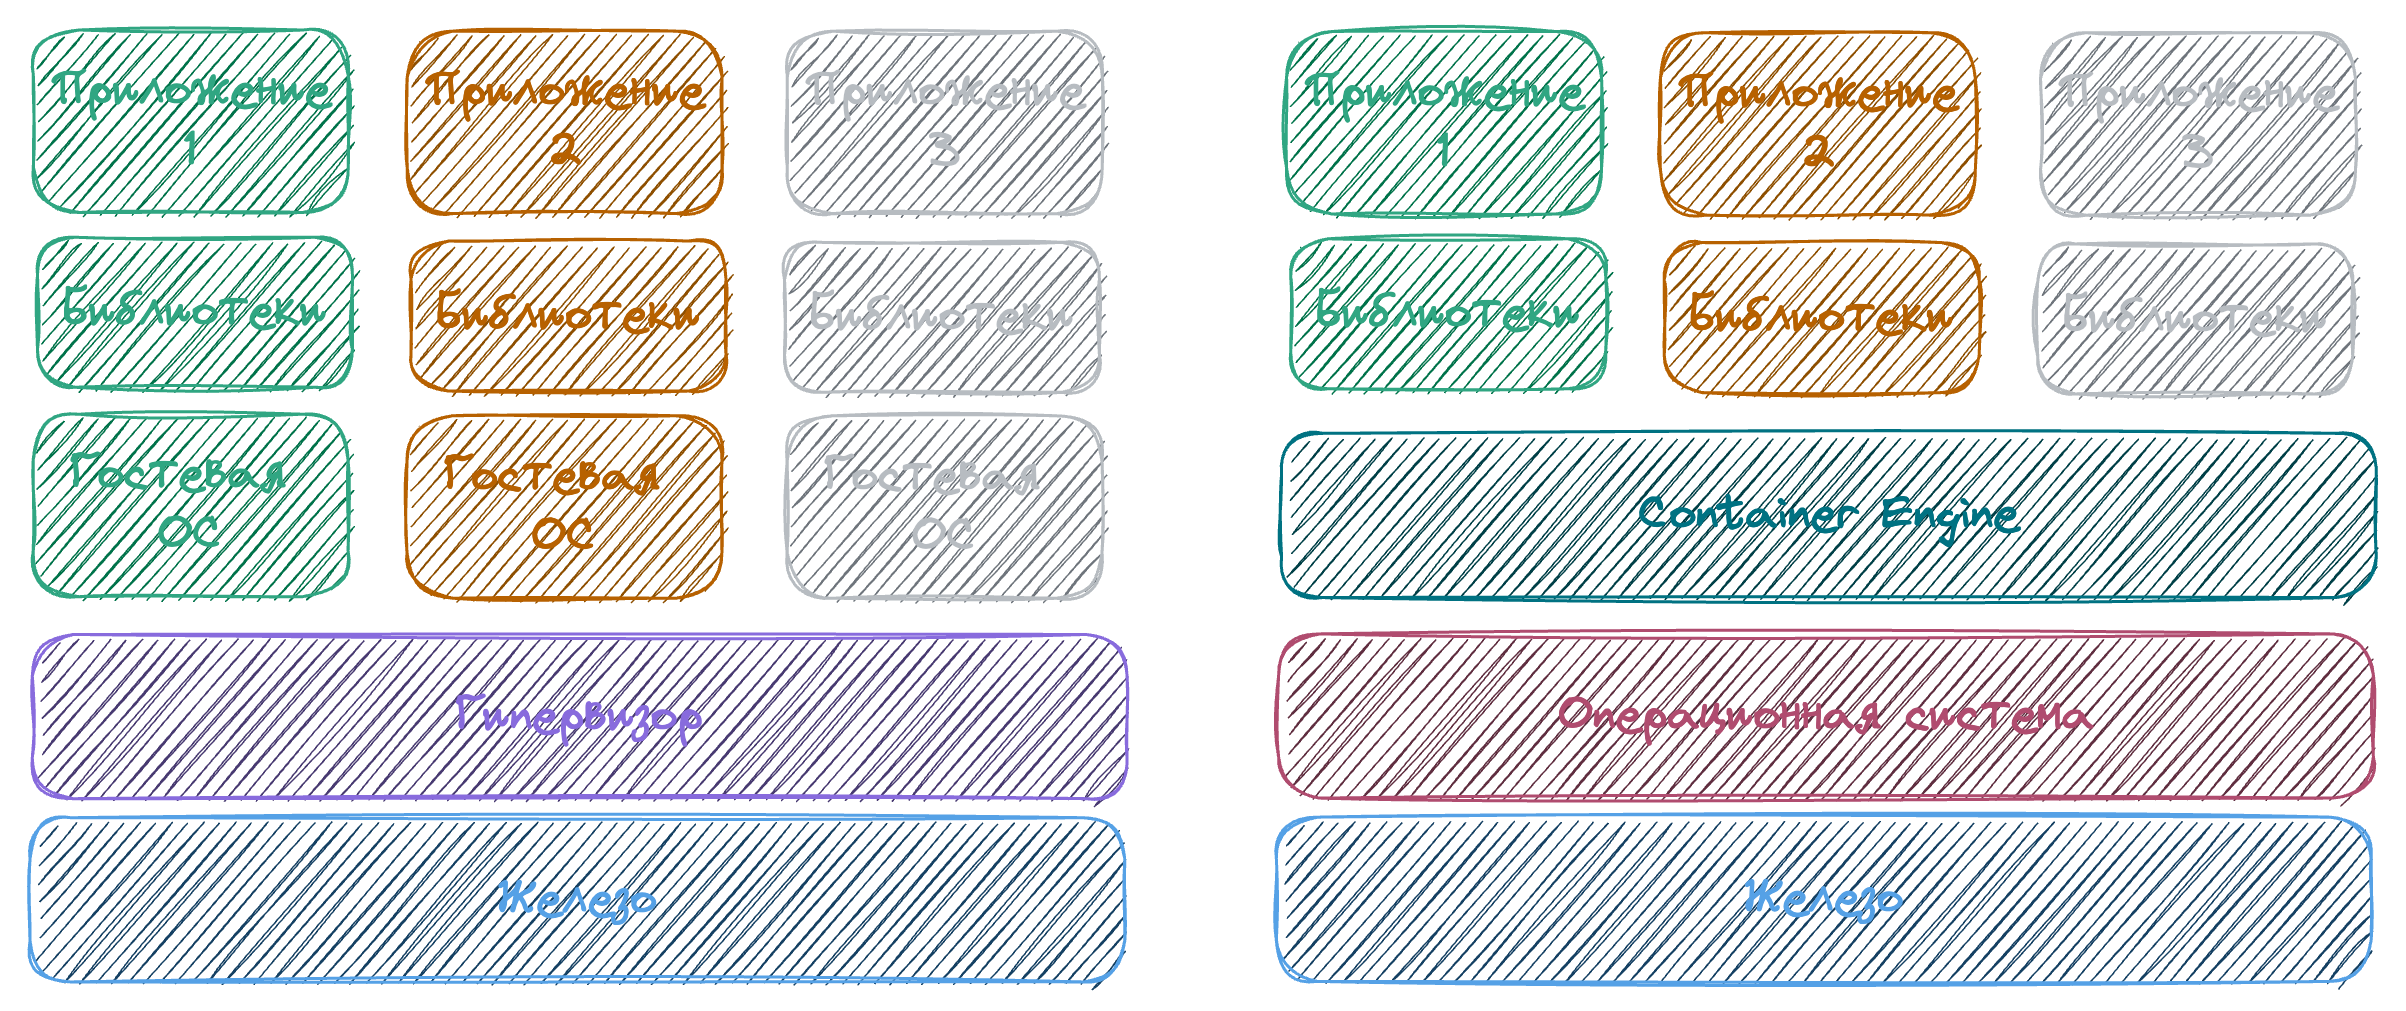 Приложение
1
Приложение
2
Приложение
3
Библиотеки
Библиотеки
Библиотеки
Гостевая
ОС
Гостевая
ОС
Гостевая
ОС
Гипервизор
Железо
Приложение
1
Приложение
2
Приложение
3
Библиотеки
Библиотеки
Библиотеки
Container Engine
Операционная система
Железо